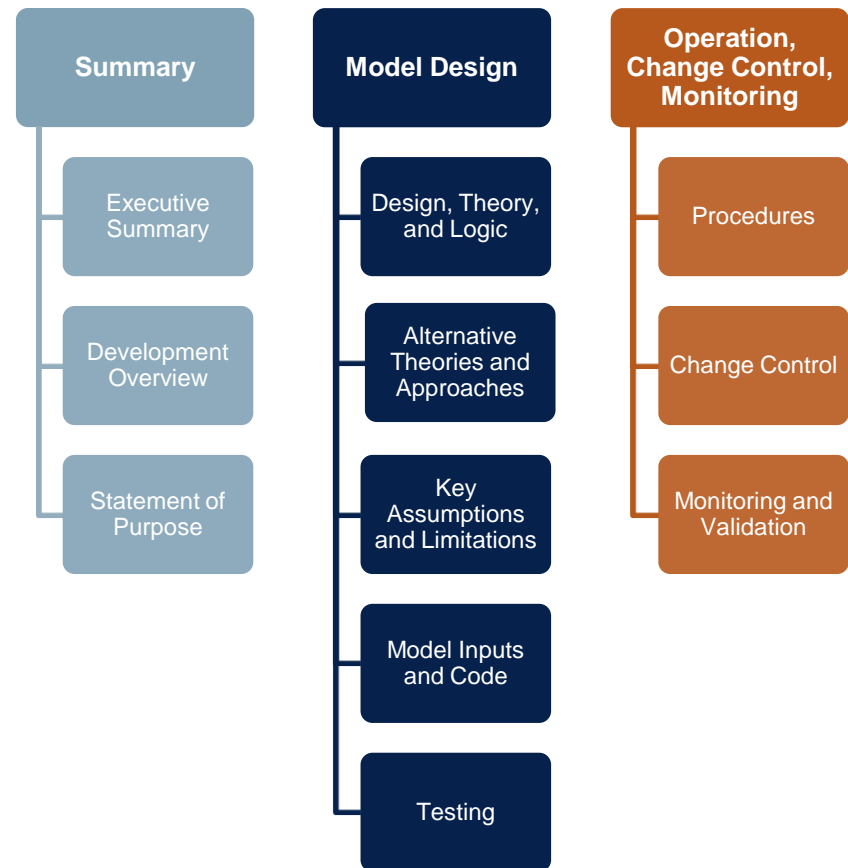 Summary
Executive
Summary
Development
Overview
Statement of
Purpose
Model Design
Design, Theory,
and Logic
Alternative
Theories and
Approaches
Key
Assumptions
and Limitations
Model Inputs
and Code
Testing
Operation,
Change Control,
Monitoring
Procedures
Change Control
Monitoring and
Validation